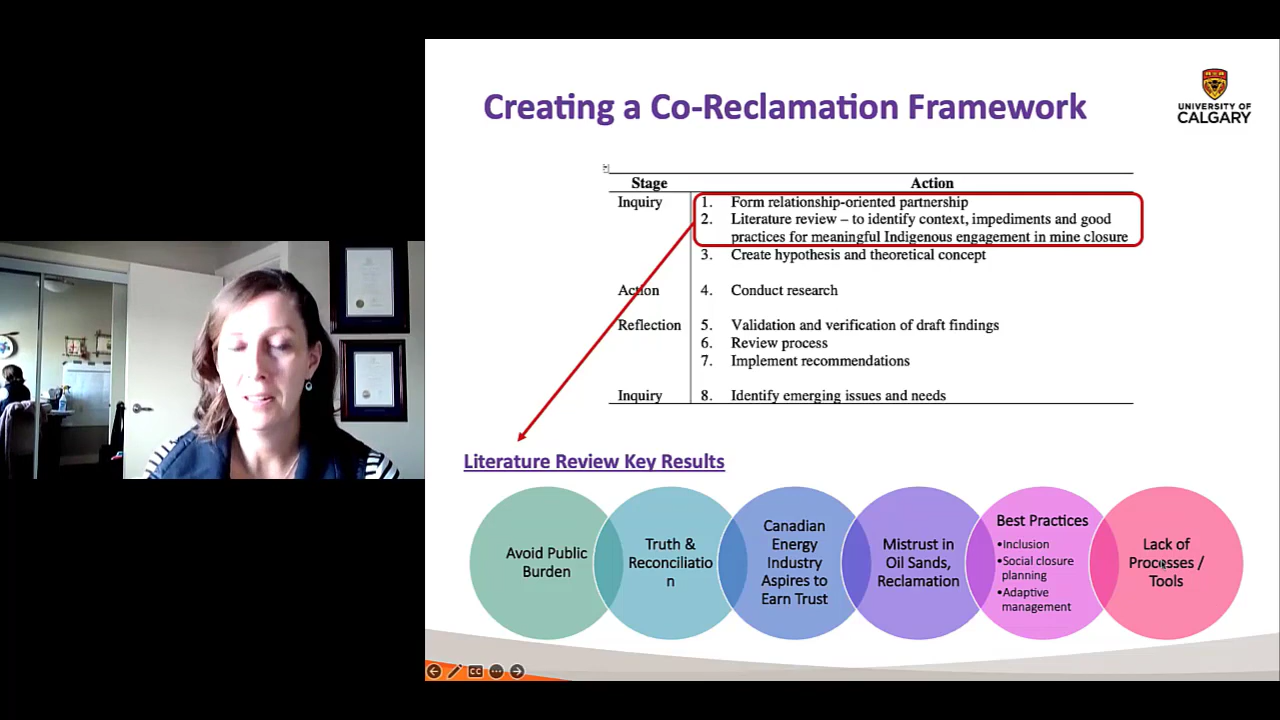 Creating a Co-Reclamation Framework
UNIVERSITY OF
CALGARY
Stage Action
Inquiry 1. Form relationship-oriented partnership
2. Literature review – to identify context, impediments and good
practices for meaningful Indigenous engagement in mine closure
3. Create hypothesis and theoretical concept
Action 4. Conduct research
Reflection 5. Validation and verification of draft findings
6. Review process
7. Implement recommendations
Inquiry 8. Identify emerging issues and needs
Literature Review Key Results
Avoid Public
Burden
Truth &
Reconciliatio
n
Canadian
Energy
Industry
Aspires to
Earn Trust
Mistrust in
Oil Sands,
Reclamation
Best Practices
•Inclusion
•Social closure
planning
•Adaptive
management
Lack of
Processes /
Tools
CC